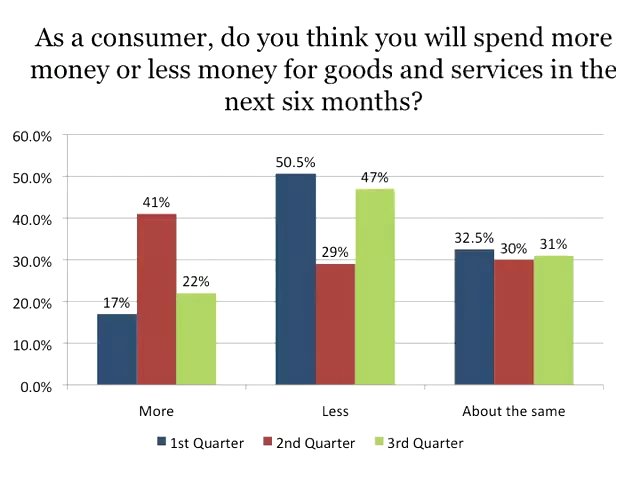 As a consumer, do you think you will spend more
money or less money for goods and services in the
next six months?
60.0%
50.0%
40.0%
30.0%
20.0%
10.0%
0.0%
17%
41%
22%
50.5%
29%
47%
32.5%
30%
31%
More
Less
About the same
1st Quarter
2nd Quarter
3rd Quarter